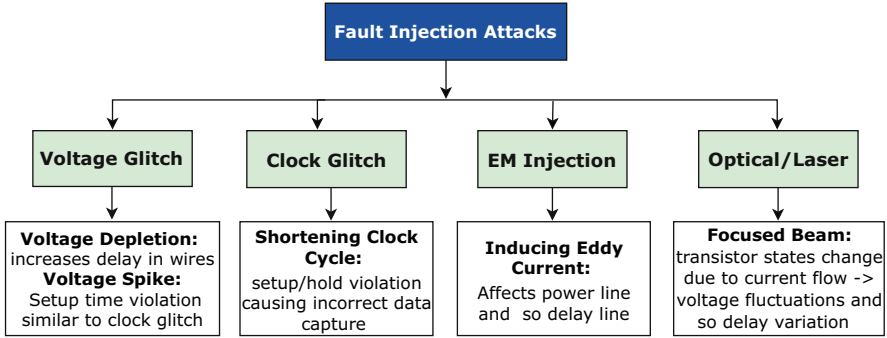 Fault Injection Attacks
Voltage Glitch
Clock Glitch
EM Injection
Optical/Laser
Voltage Depletion:
increases delay in wires
Voltage Spike:
Setup time violation
similar to clock glitch
Shortening Clock
Cycle:
setup/hold violation
causing incorrect data
capture
Inducing Eddy
Current:
Affects power line
and so delay line
Focused Beam:
transistor states change
due to current flow ->
voltage fluctuations and
so delay variation